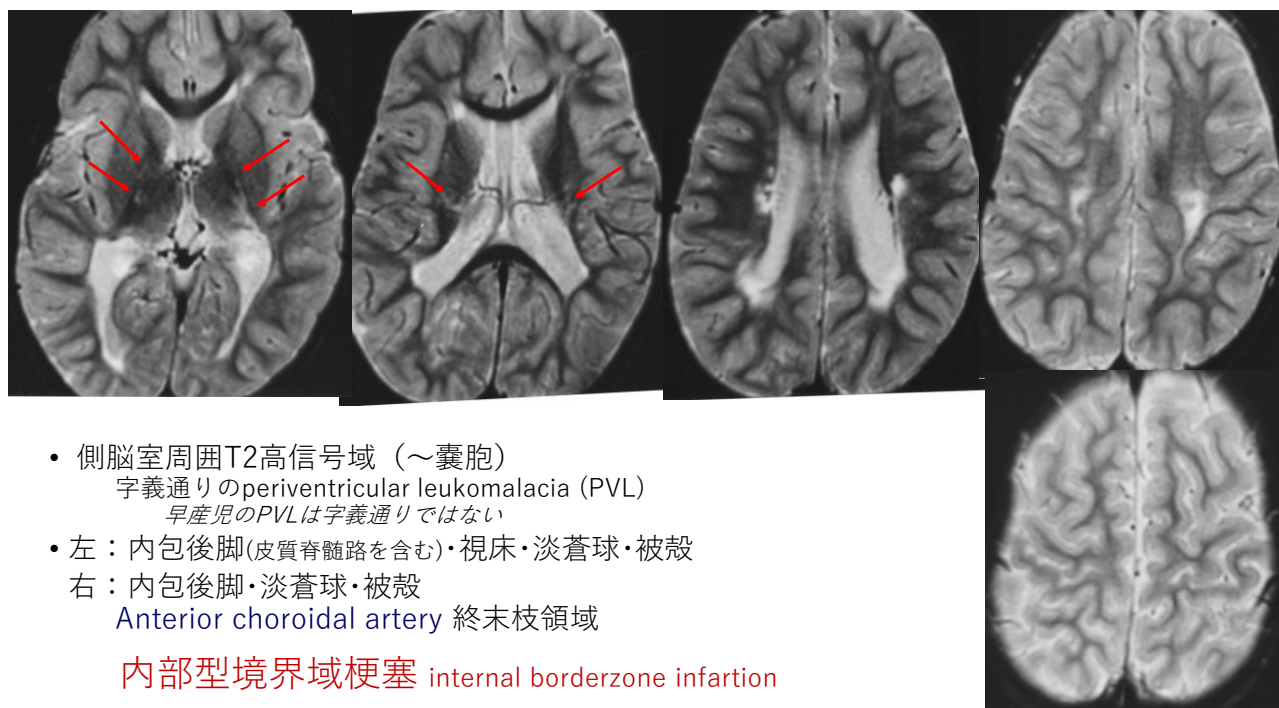 • 側脳室周囲T2高信号域（～嚢胞）
字義通りのperiventricular leukomalacia (PVL)
早産児のPVLは字義通りではない
• 左：内包後脚(皮質脊髄路を含む)・視床・淡蒼球・被殻
右：内包後脚・淡蒼球・被殻
Anterior choroidal artery 終末枝領域
内部型境界域梗塞 internal borderzone infartion